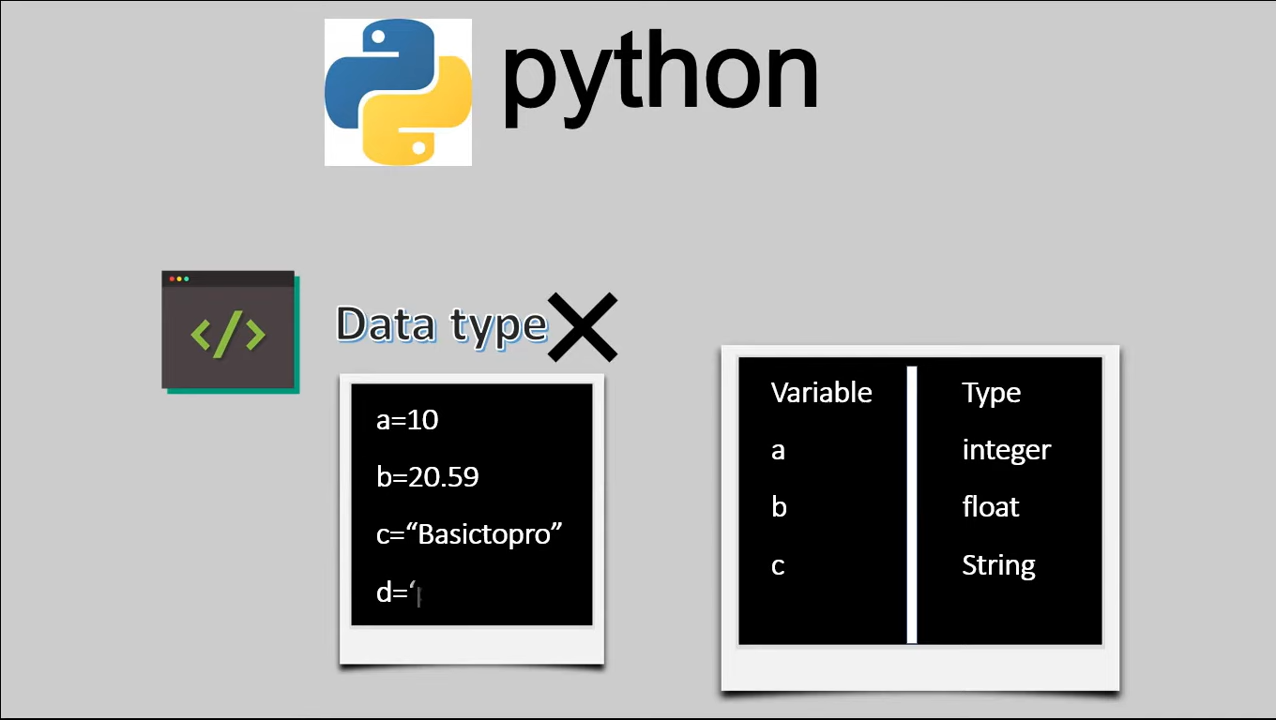 python
</>
Data type
a=10
b=20.59
c=“Basictopro”
d=‘
Variable Type
a integer
b float
c String